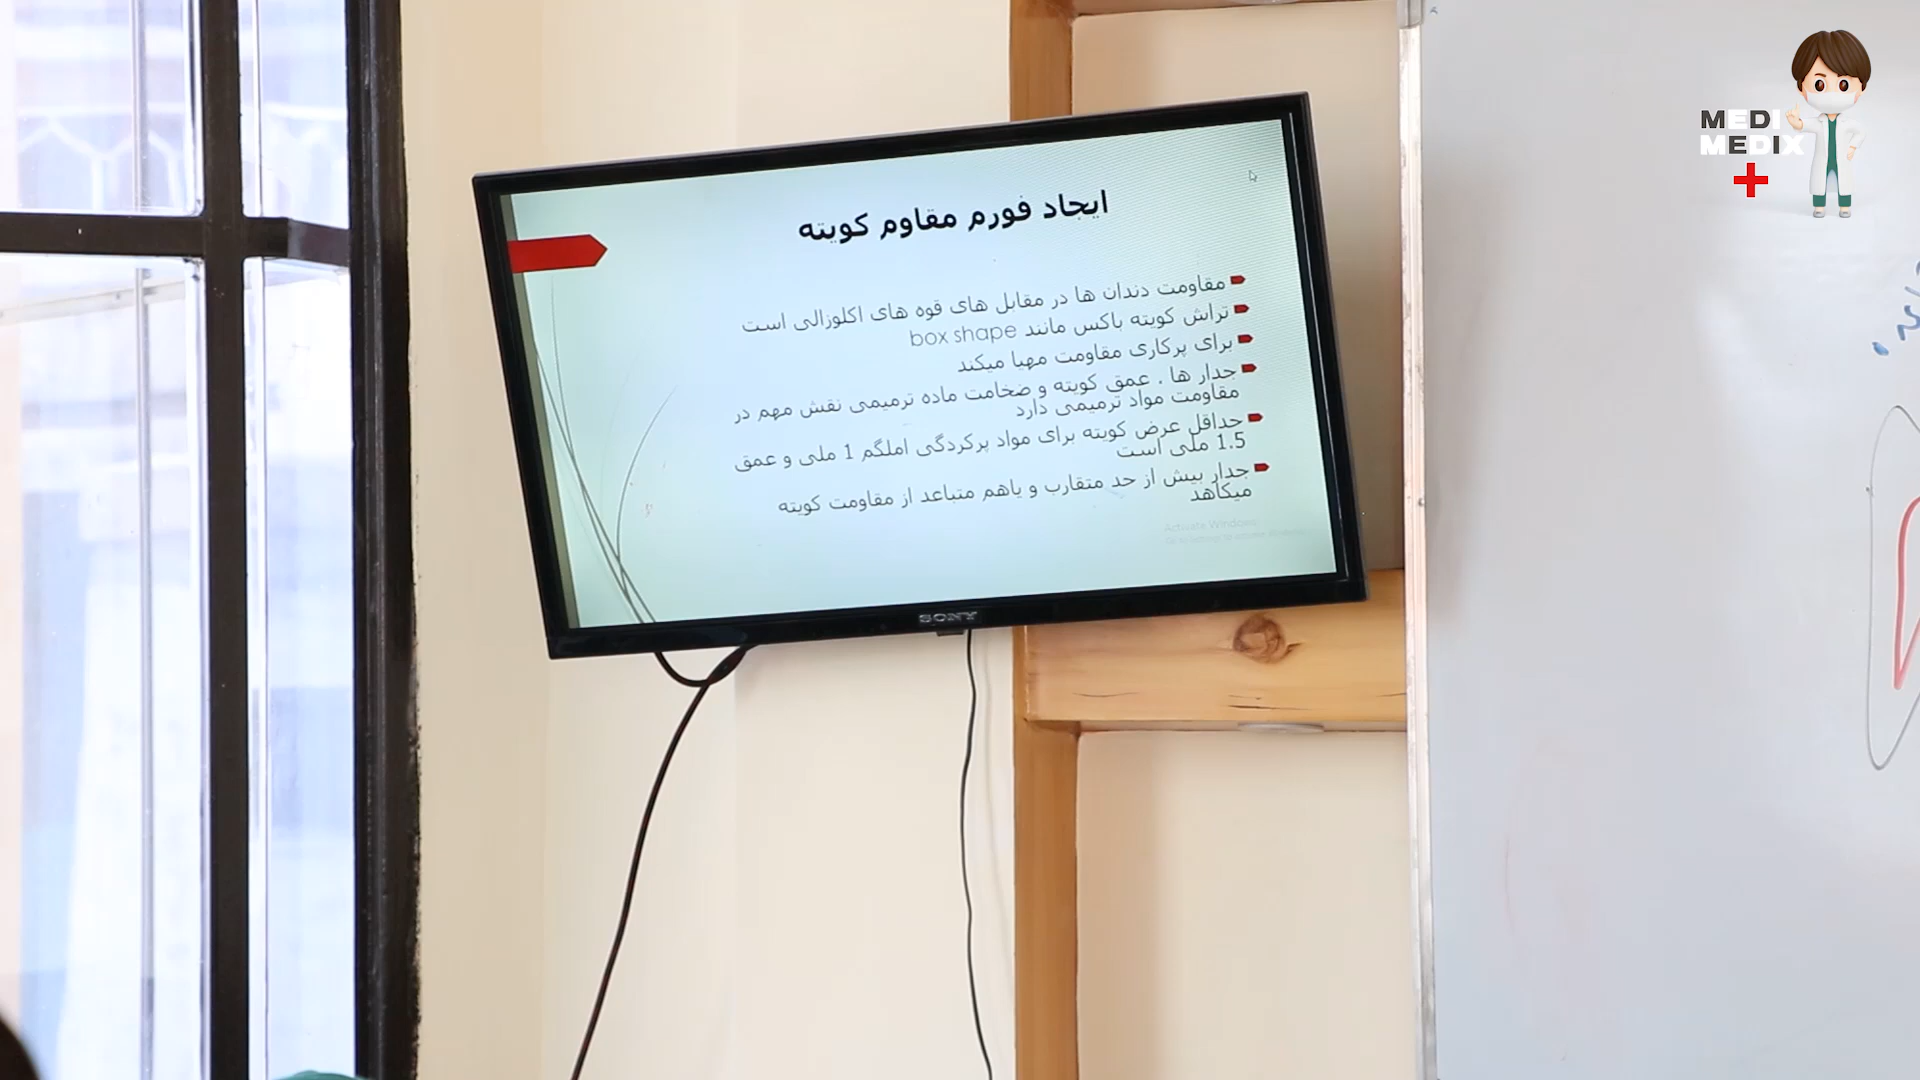 ایجاد فورم مقاوم کویته
مقاومت دندان ها در مقابل های قوه های اکلوزالی است
تراش کویته باکس مانند box shape
برای پرکاری مقاومت مهیا میکند
جدار ها . عمق کویته و ضخامت ماده ترمیمی نقش مهم در
مقاومت مواد ترمیمی دارد
حداقل عرض کویته برای مواد پرکردگی املگم 1 ملی و عمق
1.5 ملی است
جدار بیش از حد متقارب و یاهم متباعد از مقاومت کویته
میکاهد
Activate Windows
SONY
MEDI
MEDIX